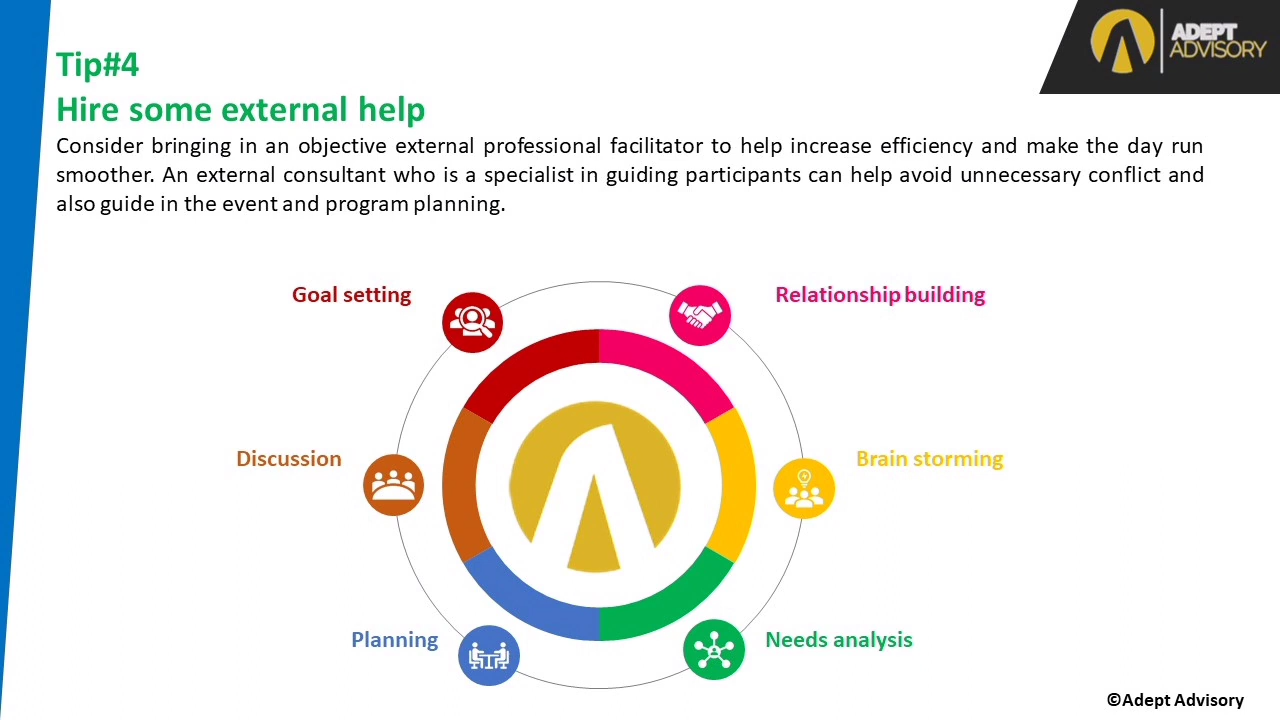 ADEPT
ADVISORY
Tip#4
Hire some external help
Consider bringing in an objective external professional facilitator to help increase efficiency and make the day run
smoother. An external consultant who is a specialist in guiding participants can help avoid unnecessary conflict and
also guide in the event and program planning.
Goal setting
Relationship building
Discussion
Brain storming
Planning
Needs analysis
©Adept Advisory